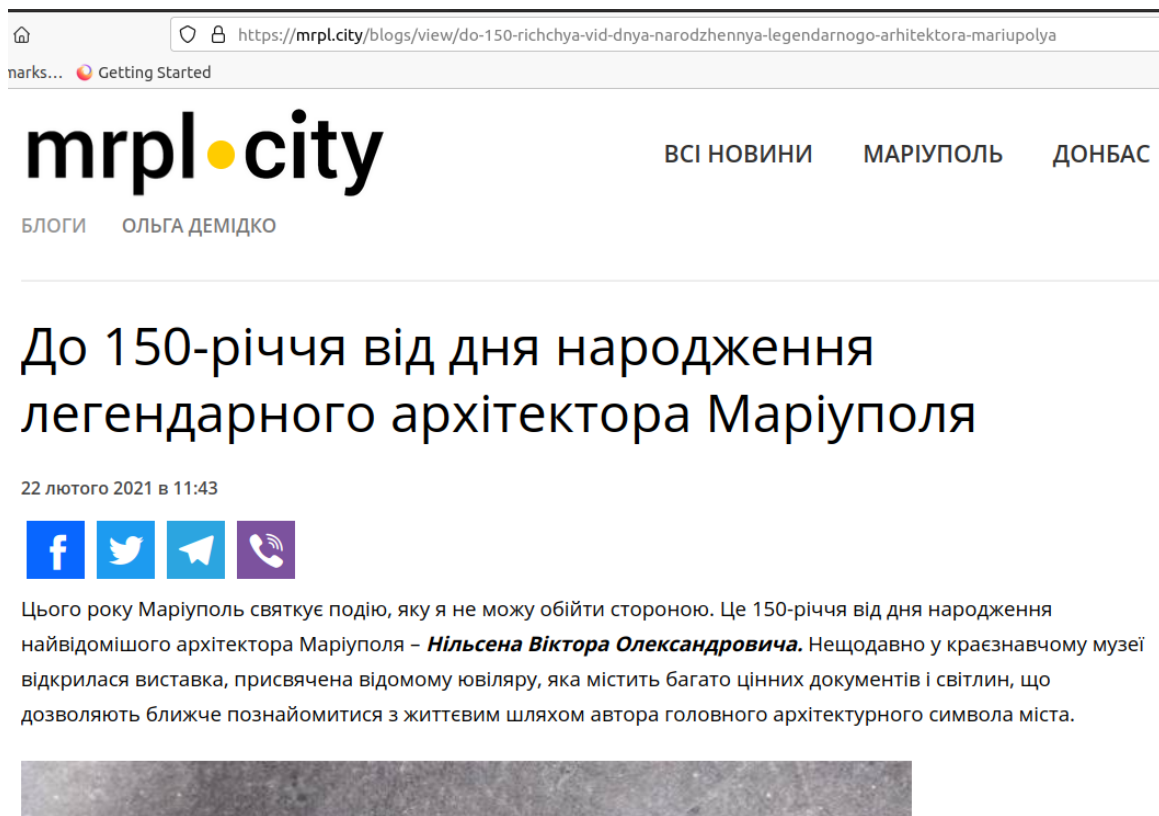 https://mrpl.city/blogs/view/do-150-richchya-vid-dnya-narodzhennya-legendarnogo-arhitektora-mariupolya
marks... Getting Started
mrpl.city
ВСІ НОВИНИ МАРІУПОЛЬ ДОНБАС
БЛОГИ ОЛЬГА ДЕМІДКО
До 150-річчя від дня народження
легендарного архітектора Маріуполя
22 лютого 2021 в 11:43
Цього року Маріуполь святкує подію, яку я не можу обійти стороною. Це 150-річчя від дня народження
найвідомішого архітектора Маріуполя – Нільсена Віктора Олександровича. Нещодавно у краєзнавчому музеї
відкрилася виставка, присвячена відомому ювіляру, яка містить багато цінних документів і світлин, що
дозволяють ближче познайомитися з життєвим шляхом автора головного архітектурного символа міста.